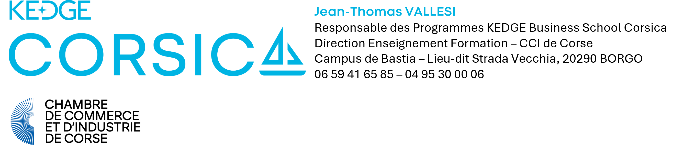 KEDGE
CORSICA
Jean-Thomas VALLESI
Responsable des Programmes KEDGE Business School Corsica
Direction Enseignement Formation – CCI de Corse
Campus de Bastia – Lieu-dit Strada Vecchia, 20290 BORGO
06 59 41 65 85 – 04 95 30 00 06
CHAMBRE
DE COMMERCE
ET D'INDUSTRIE
DE CORSE